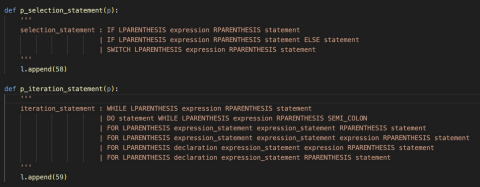 def p_selection_statement(p):
'''
selection_statement : IF LPARENTHESIS expression RPARENTHESIS statement
| IF LPARENTHESIS expression RPARENTHESIS statement ELSE statement
| SWITCH LPARENTHESIS expression RPARENTHESIS statement
'''
l.append(58)
def p_iteration_statement(p):
'''
iteration_statement : WHILE LPARENTHESIS expression RPARENTHESIS statement
| DO statement WHILE LPARENTHESIS expression RPARENTHESIS SEMI_COLON
| FOR LPARENTHESIS expression_statement expression_statement RPARENTHESIS statement
| FOR LPARENTHESIS expression_statement expression_statement expression RPARENTHESIS statement
| FOR LPARENTHESIS declaration expression_statement expression RPARENTHESIS statement
| FOR LPARENTHESIS declaration expression_statement RPARENTHESIS statement
'''
l.append(59)